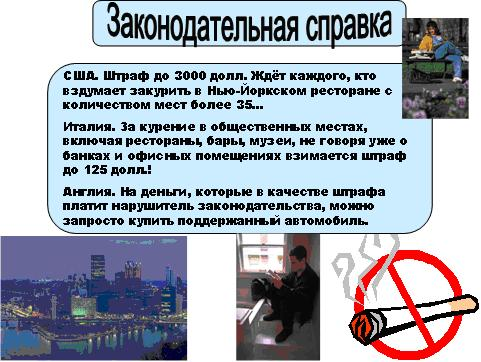 Законодательная справка
США. Штраф до 3000 долл. Ждёт каждого, кто
вздумает закурить в Нью-Йоркском ресторане с
количеством мест более 35...
Италия. За курение в общественных местах,
включая рестораны, бары, музеи, не говоря уже о
банках и офисных помещениях взимается штраф
до 125 долл.!
Англия. На деньги, которые в качестве штрафа
платит нарушитель законодательства, можно
запросто купить поддержанный автомобиль.